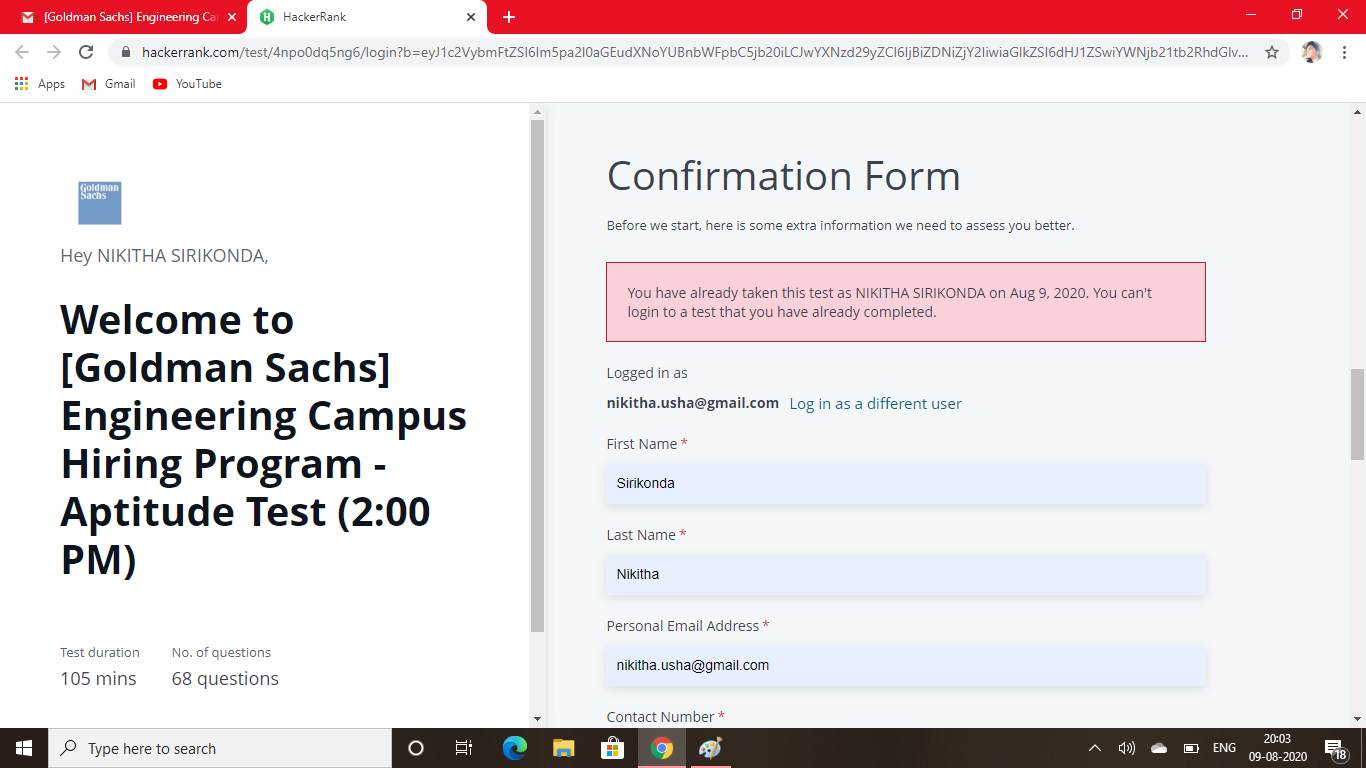 [Goldman Sachs] Engineering Ca
HackerRank
hackerrank.com/test/4npo0dq5ng6/login?b=eyJ1c2VybmFtZSI6Im5pa2l0aGEudXNoYUBnbWFpbC5jb20iLCJwYXNzd29yZCI6IjBiZDNiZjY2IiwiaGlkZSI6dHJ1ZSwiYWNjb21tb2RhdGlv...
Apps
Gmail
YouTube
Goldman
Sachs
Hey NIKITHA SIRIKONDA,
Welcome to
[Goldman Sachs]
Engineering Campus
Hiring Program -
Aptitude Test (2:00
PM)
Test duration
No. of questions
105 mins
68 questions
Confirmation Form
Before we start, here is some extra information we need to assess you better.
You have already taken this test as NIKITHA SIRIKONDA on Aug 9, 2020. You can't
login to a test that you have already completed.
Logged in as
nikitha.usha@gmail.com Log in as a different user
First Name *
Sirikonda
Last Name *
Nikitha
Personal Email Address *
nikitha.usha@gmail.com
Contact Number *
Type here to search
ENG
20:03
09-08-2020
18